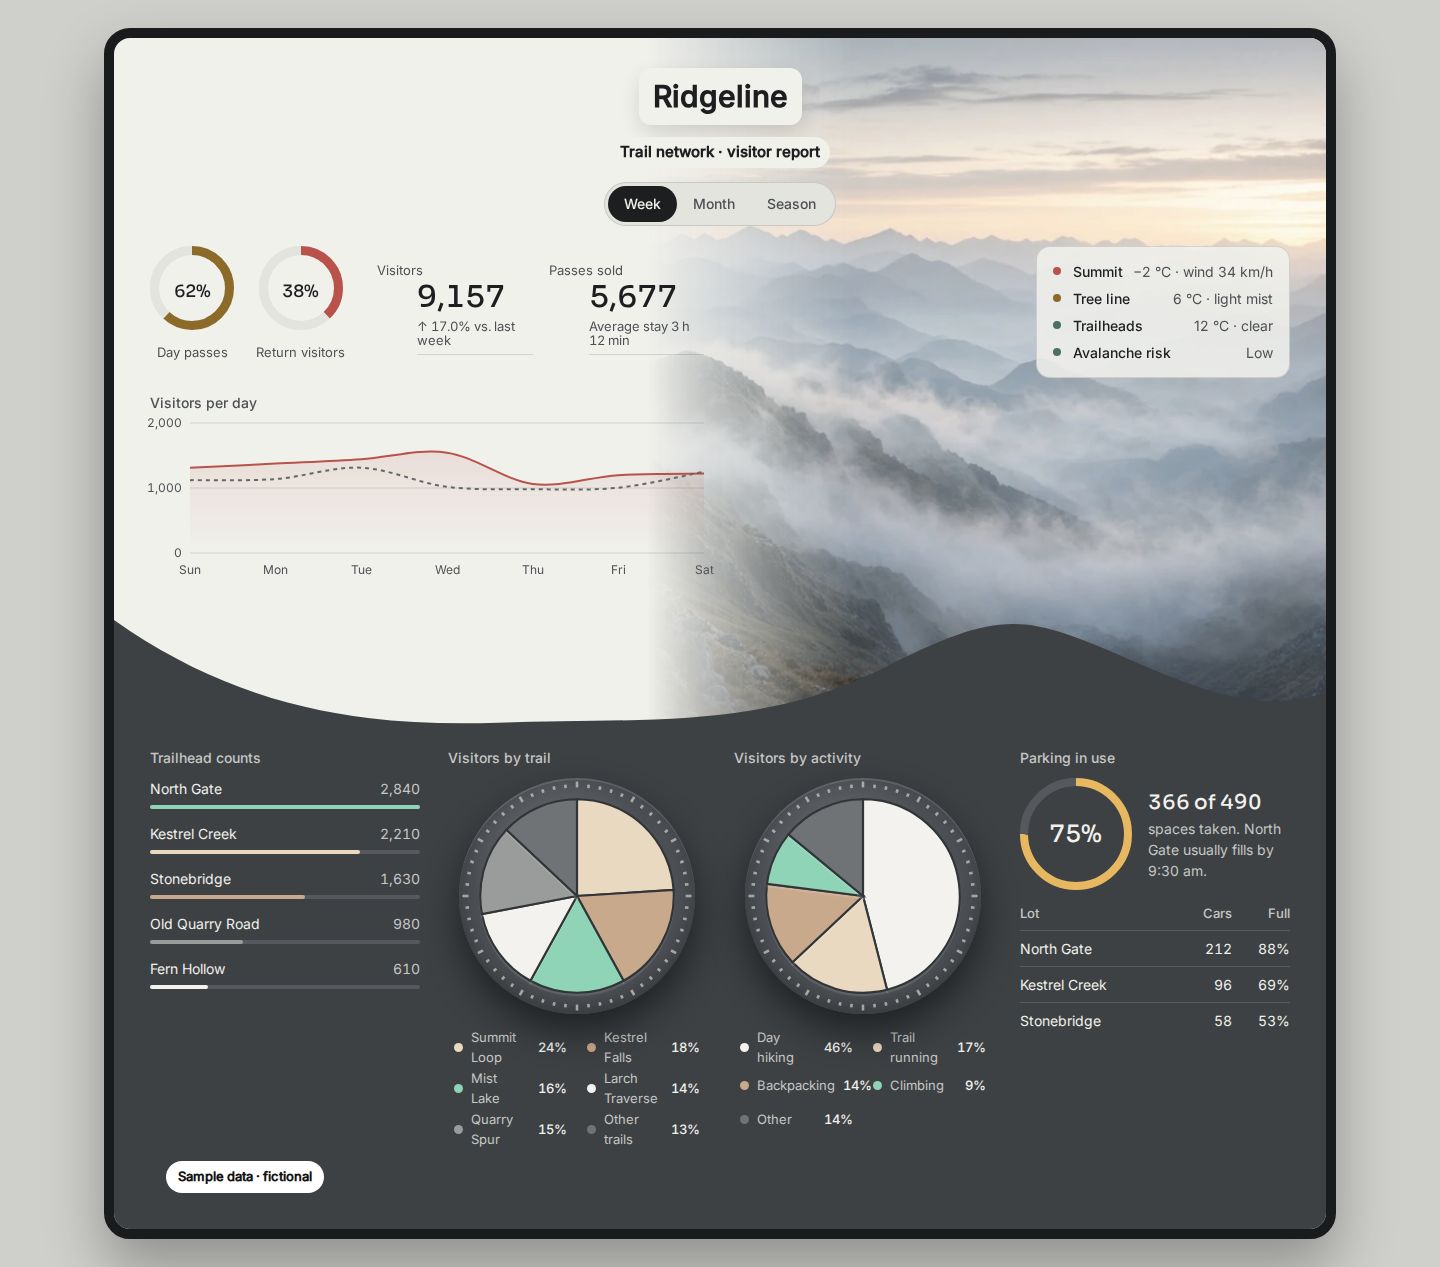 Ridgeline
Trail network · visitor report
Week Month Season
62%
Day passes
38%
Return visitors
Visitors
9,157
↑ 17.0% vs. last
week
Passes sold
5,677
Average stay 3 h
12 min
Summit −2 °C · wind 34 km/h
Tree line 6 °C · light mist
Trailheads 12 °C · clear
Avalanche risk Low
Visitors per day
2,000
1,000
0
Sun Mon Tue Wed Thu Fri Sat
Trailhead counts
North Gate 2,840
Kestrel Creek 2,210
Stonebridge 1,630
Old Quarry Road 980
Fern Hollow 610
Visitors by trail
Summit
Loop 24%
Kestrel
Falls 18%
Mist
Lake 16%
Larch
Traverse 14%
Quarry
Spur 15%
Other
trails 13%
Visitors by activity
Day
hiking 46%
Trail
running 17%
Backpacking 14%
Climbing 9%
Other 14%
Parking in use
75%
366 of 490
spaces taken. North
Gate usually fills by
9:30 am.
Lot Cars Full
North Gate 212 88%
Kestrel Creek 96 69%
Stonebridge 58 53%
Sample data · fictional